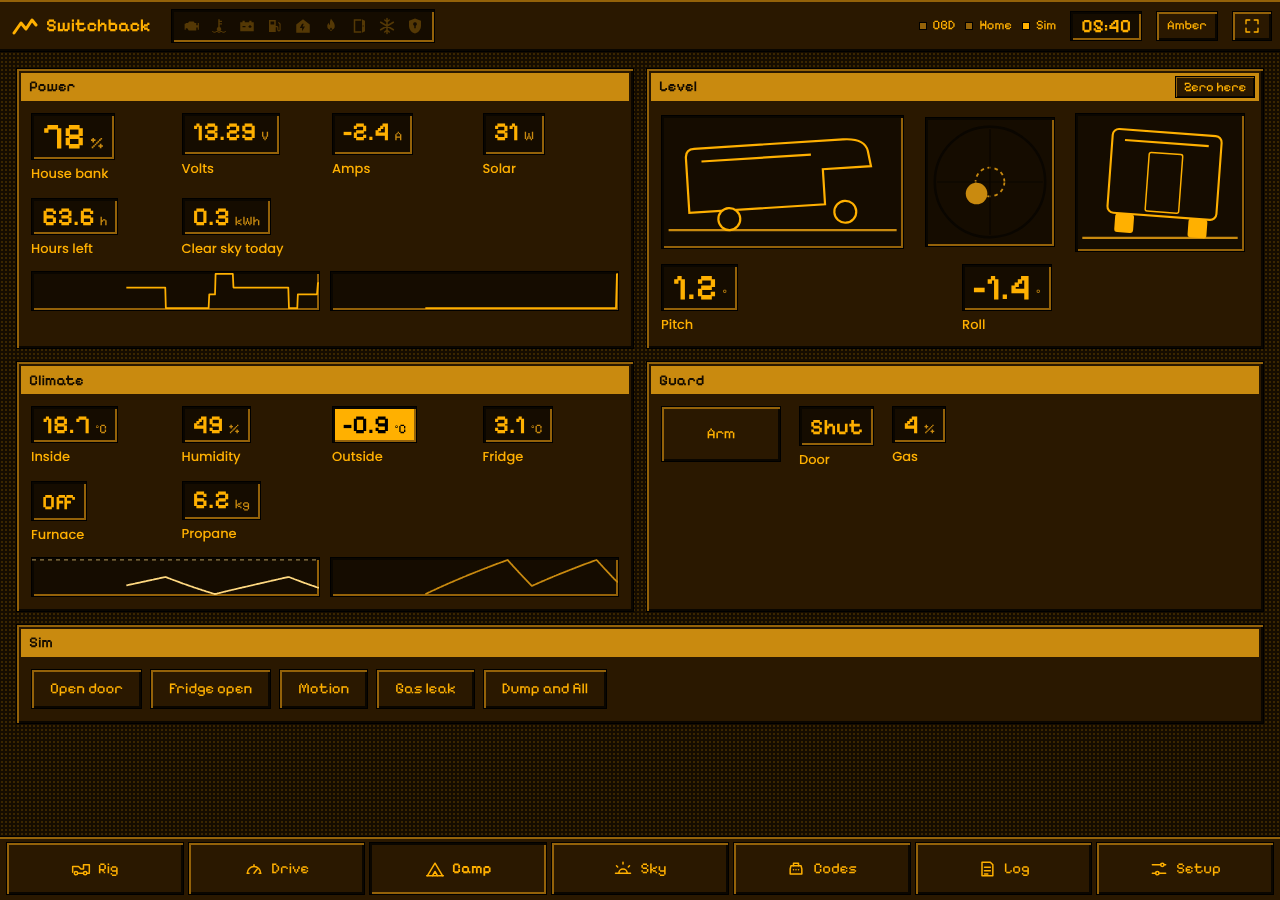 Switchback
OBD Home Sim 08:40 Amber
Power
78 %
House bank
13.29 V
Volts
-2.4 A
Amps
31 W
Solar
63.6 h
Hours left
0.3 kWh
Clear sky today
Level
Zero here
1.2 °
Pitch
-1.4 °
Roll
Climate
18.7 °C
Inside
49 %
Humidity
-0.9 °C
Outside
3.1 °C
Fridge
Off
Furnace
6.2 kg
Propane
Guard
Arm
Shut
Door
4 %
Gas
Sim
Open door Fridge open Motion Gas leak Dump and fill
Rig Drive Camp Sky Codes Log Setup